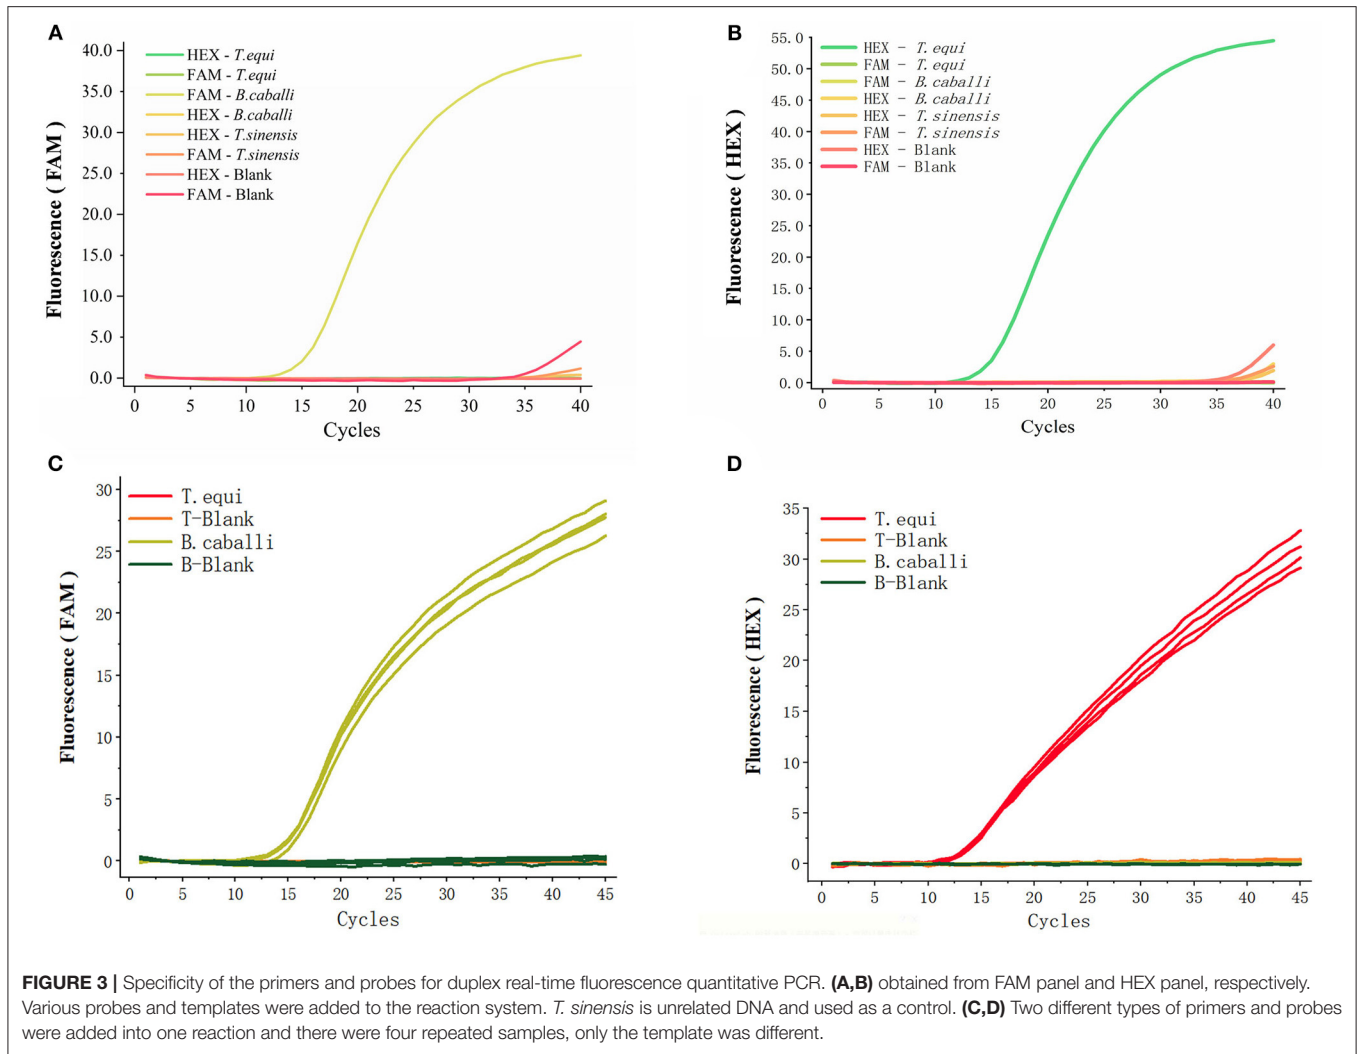 A
HEX - T.equi
FAM - T.equi
FAM - B.caballi
HEX - B.caballi
HEX - T.sinensis
FAM - T.sinensis
HEX - Blank
FAM - Blank
Fluorescence ( FAM )
40.0
35.0
30.0
25.0
20.0
15.0
10.0
5.0
0.0
0 5 10 15 20 25 30 35 40
Cycles
B
HEX - T. equi
FAM - T. equi
FAM - B. caballi
HEX - B. caballi
HEX - T. sinensis
FAM - T. sinensis
HEX - Blank
FAM - Blank
Fluorescence ( HEX )
55.0
50.0
45.0
40.0
35.0
30.0
25.0
20.0
15.0
10.0
5.0
0.0
0 5 10 15 20 25 30 35 40
Cycles
C
T. equi
T-Blank
B. caballi
B-Blank
Fluorescence ( FAM )
30
25
20
15
10
5
0
0 5 10 15 20 25 30 35 40 45
Cycles
D
T. equi
T-Blank
B. caballi
B-Blank
Fluorescence ( HEX )
35
30
25
20
15
10
5
0
0 5 10 15 20 25 30 35 40 45
Cycles
FIGURE 3 | Specificity of the primers and probes for duplex real-time fluorescence quantitative PCR. (A,B) obtained from FAM panel and HEX panel, respectively.
Various probes and templates were added to the reaction system. T. sinensis is unrelated DNA and used as a control. (C,D) Two different types of primers and probes
were added into one reaction and there were four repeated samples, only the template was different.